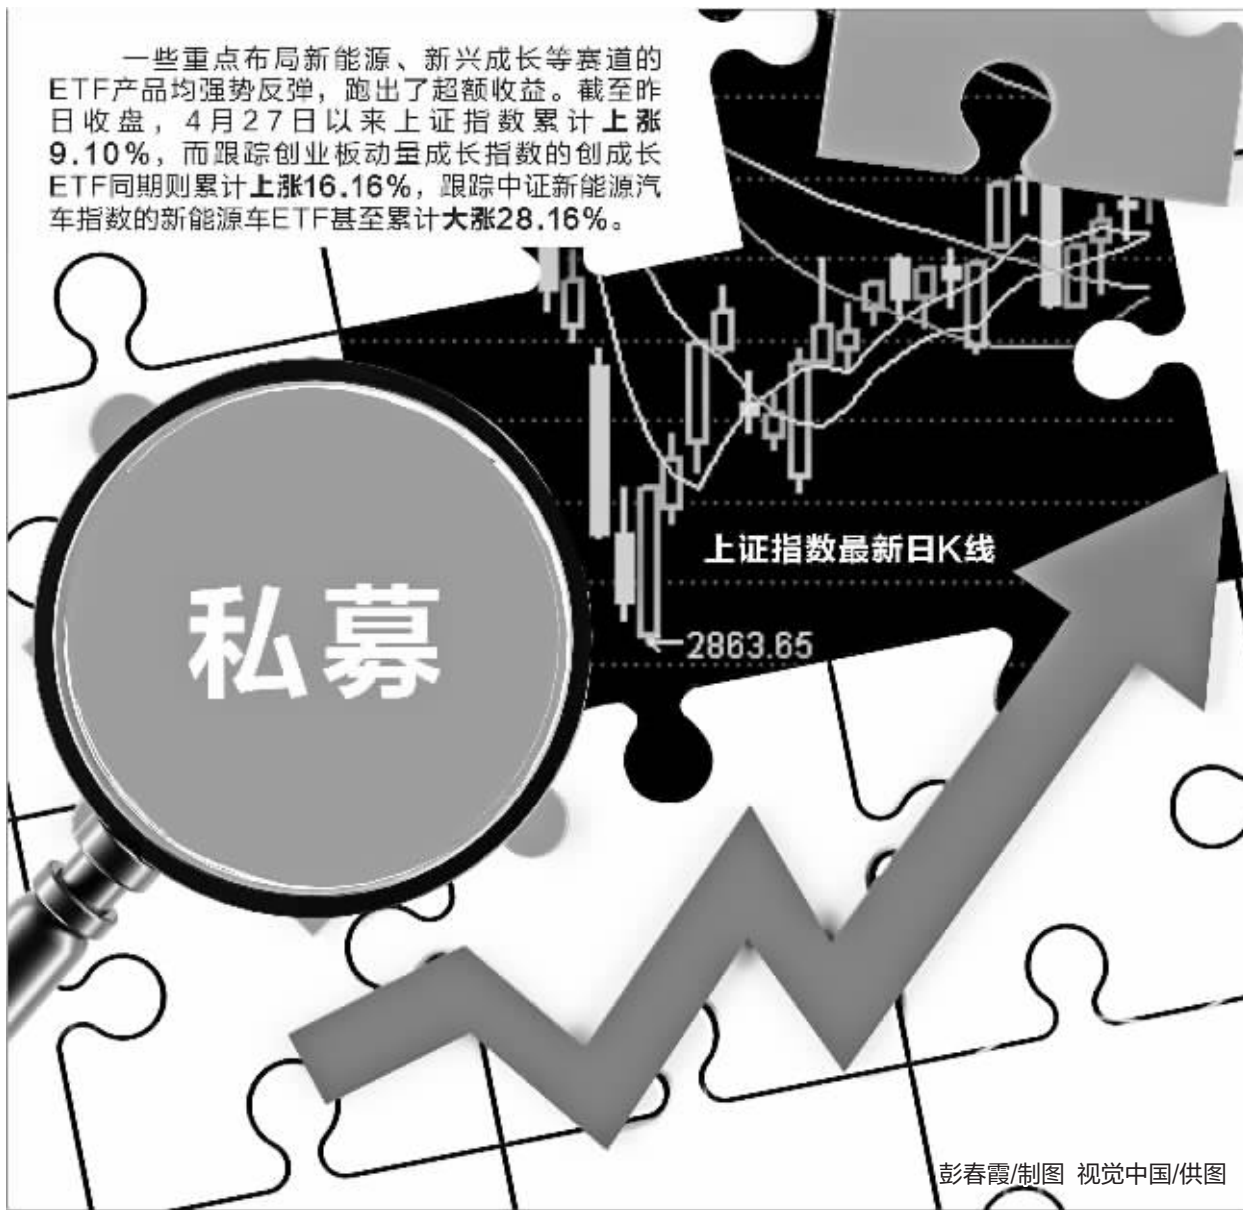 一些重点布局新能源、新兴成长等赛道的
ETF产品均强势反弹，跑出了超额收益。截至昨
日收盘，4月27日以来上证指数累计上涨
9.10%，而跟踪创业板动量成长指数的创成长
ETF同期则累计上涨16.16%，跟踪中证新能源汽
车指数的新能源车ETF甚至累计大涨28.16%。
上证指数最新日K线
私募
2863.65
彭春霞/制图 视觉中国/供图